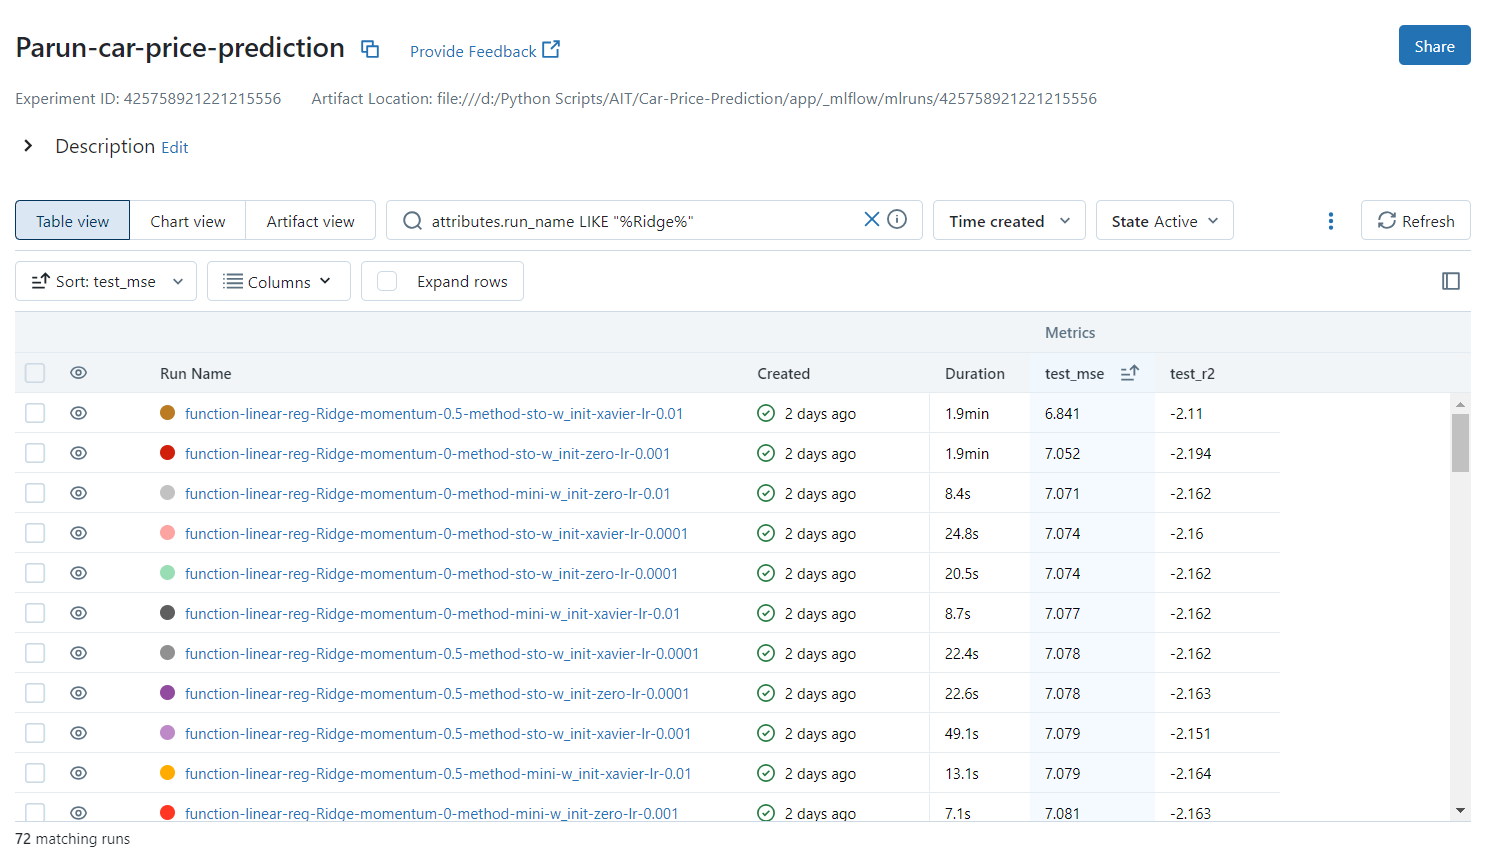 Parun-car-price-prediction Provide Feedback Share
Experiment ID: 425758921221215556 Artifact Location: file:///d:/Python Scripts/AIT/Car-Price-Prediction/app/_mlflow/mlruns/425758921221215556
Description Edit
Table view Chart view Artifact view attributes.run_name LIKE "%Ridge%" Time created State Active Refresh
Sort: test_mse Columns Expand rows
Metrics
Run Name Created Duration test_mse test_r2
function-linear-reg-Ridge-momentum-0.5-method-sto-w_init-xavier-lr-0.01 2 days ago 1.9min 6.841 -2.11
function-linear-reg-Ridge-momentum-0-method-sto-w_init-zero-lr-0.001 2 days ago 1.9min 7.052 -2.194
function-linear-reg-Ridge-momentum-0-method-mini-w_init-zero-lr-0.01 2 days ago 8.4s 7.071 -2.162
function-linear-reg-Ridge-momentum-0-method-sto-w_init-xavier-lr-0.0001 2 days ago 24.8s 7.074 -2.16
function-linear-reg-Ridge-momentum-0-method-sto-w_init-zero-lr-0.0001 2 days ago 20.5s 7.074 -2.162
function-linear-reg-Ridge-momentum-0-method-mini-w_init-xavier-lr-0.01 2 days ago 8.7s 7.077 -2.162
function-linear-reg-Ridge-momentum-0.5-method-sto-w_init-xavier-lr-0.0001 2 days ago 22.4s 7.078 -2.162
function-linear-reg-Ridge-momentum-0.5-method-sto-w_init-zero-lr-0.0001 2 days ago 22.6s 7.078 -2.163
function-linear-reg-Ridge-momentum-0.5-method-sto-w_init-xavier-lr-0.001 2 days ago 49.1s 7.079 -2.151
function-linear-reg-Ridge-momentum-0.5-method-mini-w_init-xavier-lr-0.01 2 days ago 13.1s 7.079 -2.164
function-linear-reg-Ridge-momentum-0-method-mini-w_init-zero-lr-0.001 2 days ago 7.1s 7.081 -2.163
72 matching runs